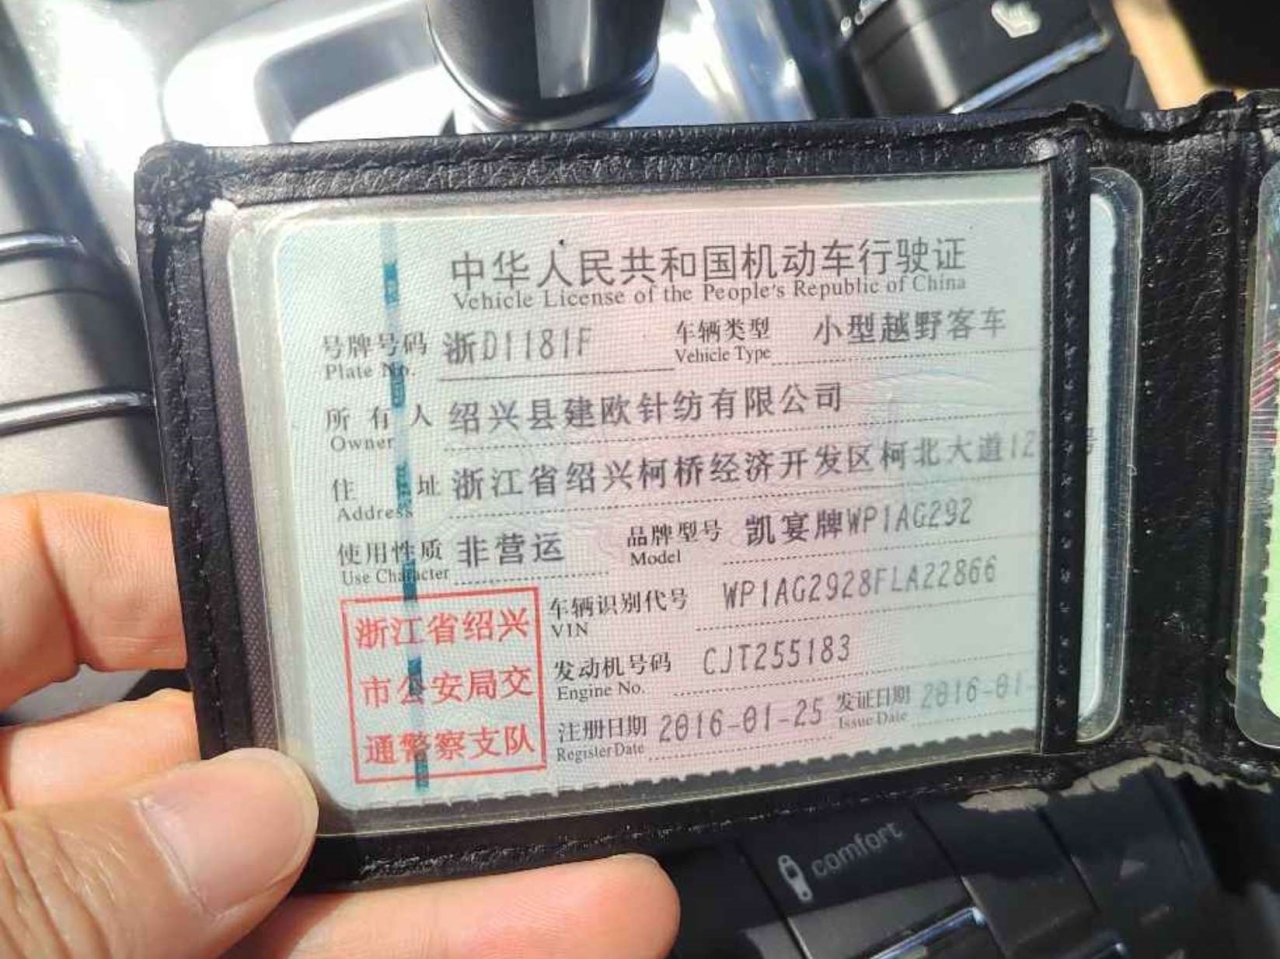 中华人民共和国机动车行驶证
Vehicle License of the People's Republic of China
号牌号码 浙D1181F 车辆类型 小型越野客车
Plate No. Vehicle Type
所有人 绍兴县建欧针纺有限公司
Owner
住址 浙江省绍兴柯桥经济开发区柯北大道12
Address
使用性质 非营运 品牌型号 凯宴牌WP1AG292
Use Character Model
车辆识别代号 WP1AG2928FLA22866
VIN
发动机号码 CJT255183
Engine No.
注册日期 2016-01-25 发证日期 2016-01-
Register Date Issue Date
浙江省绍兴
市公安局交
通警察支队
comfort